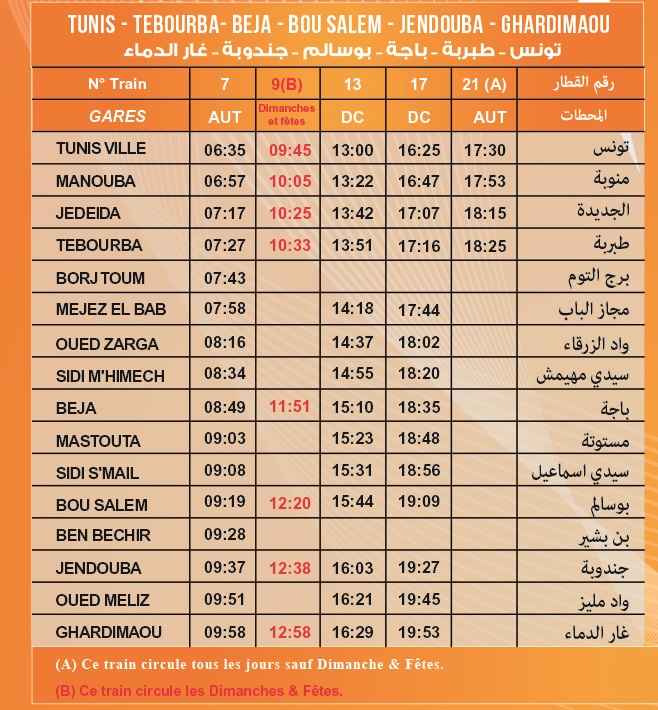 TUNIS - TEBOURBA- BEJA - BOU SALEM - JENDOUBA - GHARDIMAOU
تونس - طبربة - باجة - بوسالم - جندوبة - غار الدماء
N° Train 7 9(B) 13 17 21 (A) رقم القطار
GARES AUT Dimanches et fêtes DC DC AUT المحطات
TUNIS VILLE 06:35 09:45 13:00 16:25 17:30 تونس
MANOUBA 06:57 10:05 13:22 16:47 17:53 منوبة
JEDEIDA 07:17 10:25 13:42 17:07 18:15 الجديدة
TEBOURBA 07:27 10:33 13:51 17:16 18:25 طبربة
BORJ TOUM 07:43 برج التوم
MEJEZ EL BAB 07:58 14:18 17:44 مجاز الباب
OUED ZARGA 08:16 14:37 18:02 واد الزرقاء
SIDI M'HIMECH 08:34 14:55 18:20 سيدي مهيمش
BEJA 08:49 11:51 15:10 18:35 باجة
MASTOUTA 09:03 15:23 18:48 مستوتة
SIDI S'MAIL 09:08 15:31 18:56 سيدي اسماعيل
BOU SALEM 09:19 12:20 15:44 19:09 بوسالم
BEN BECHIR 09:28 بن بشير
JENDOUBA 09:37 12:38 16:03 19:27 جندوبة
OUED MELIZ 09:51 16:21 19:45 واد مليز
GHARDIMAOU 09:58 12:58 16:29 19:53 غار الدماء
(A) Ce train circule tous les jours sauf Dimanche & Fêtes.
(B) Ce train circule les Dimanches & Fêtes.